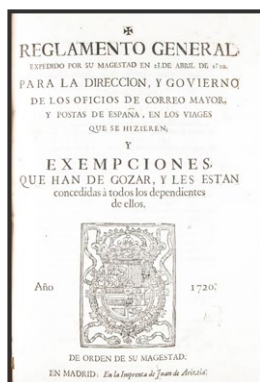 ✠
REGLAMENTO GENERAL,
EXPEDIDO POR SU MAGESTAD EN 23. DE ABRIL DE 1720.
PARA LA DIRECCION, Y GOVIERNO
DE LOS OFICIOS DE CORREO MAYOR,
Y POSTAS DE ESPAÑA, EN LOS VIAGES
QUE SE HIZIEREN;
Y
EXEMPCIONES,
QUE HAN DE GOZAR, Y LES ESTAN
concedidas à todos los dependientes
de ellos.
Año 1720.
DE ORDEN DE SU MAGESTAD.
EN MADRID: En la Imprenta de Juan de Ariztia.